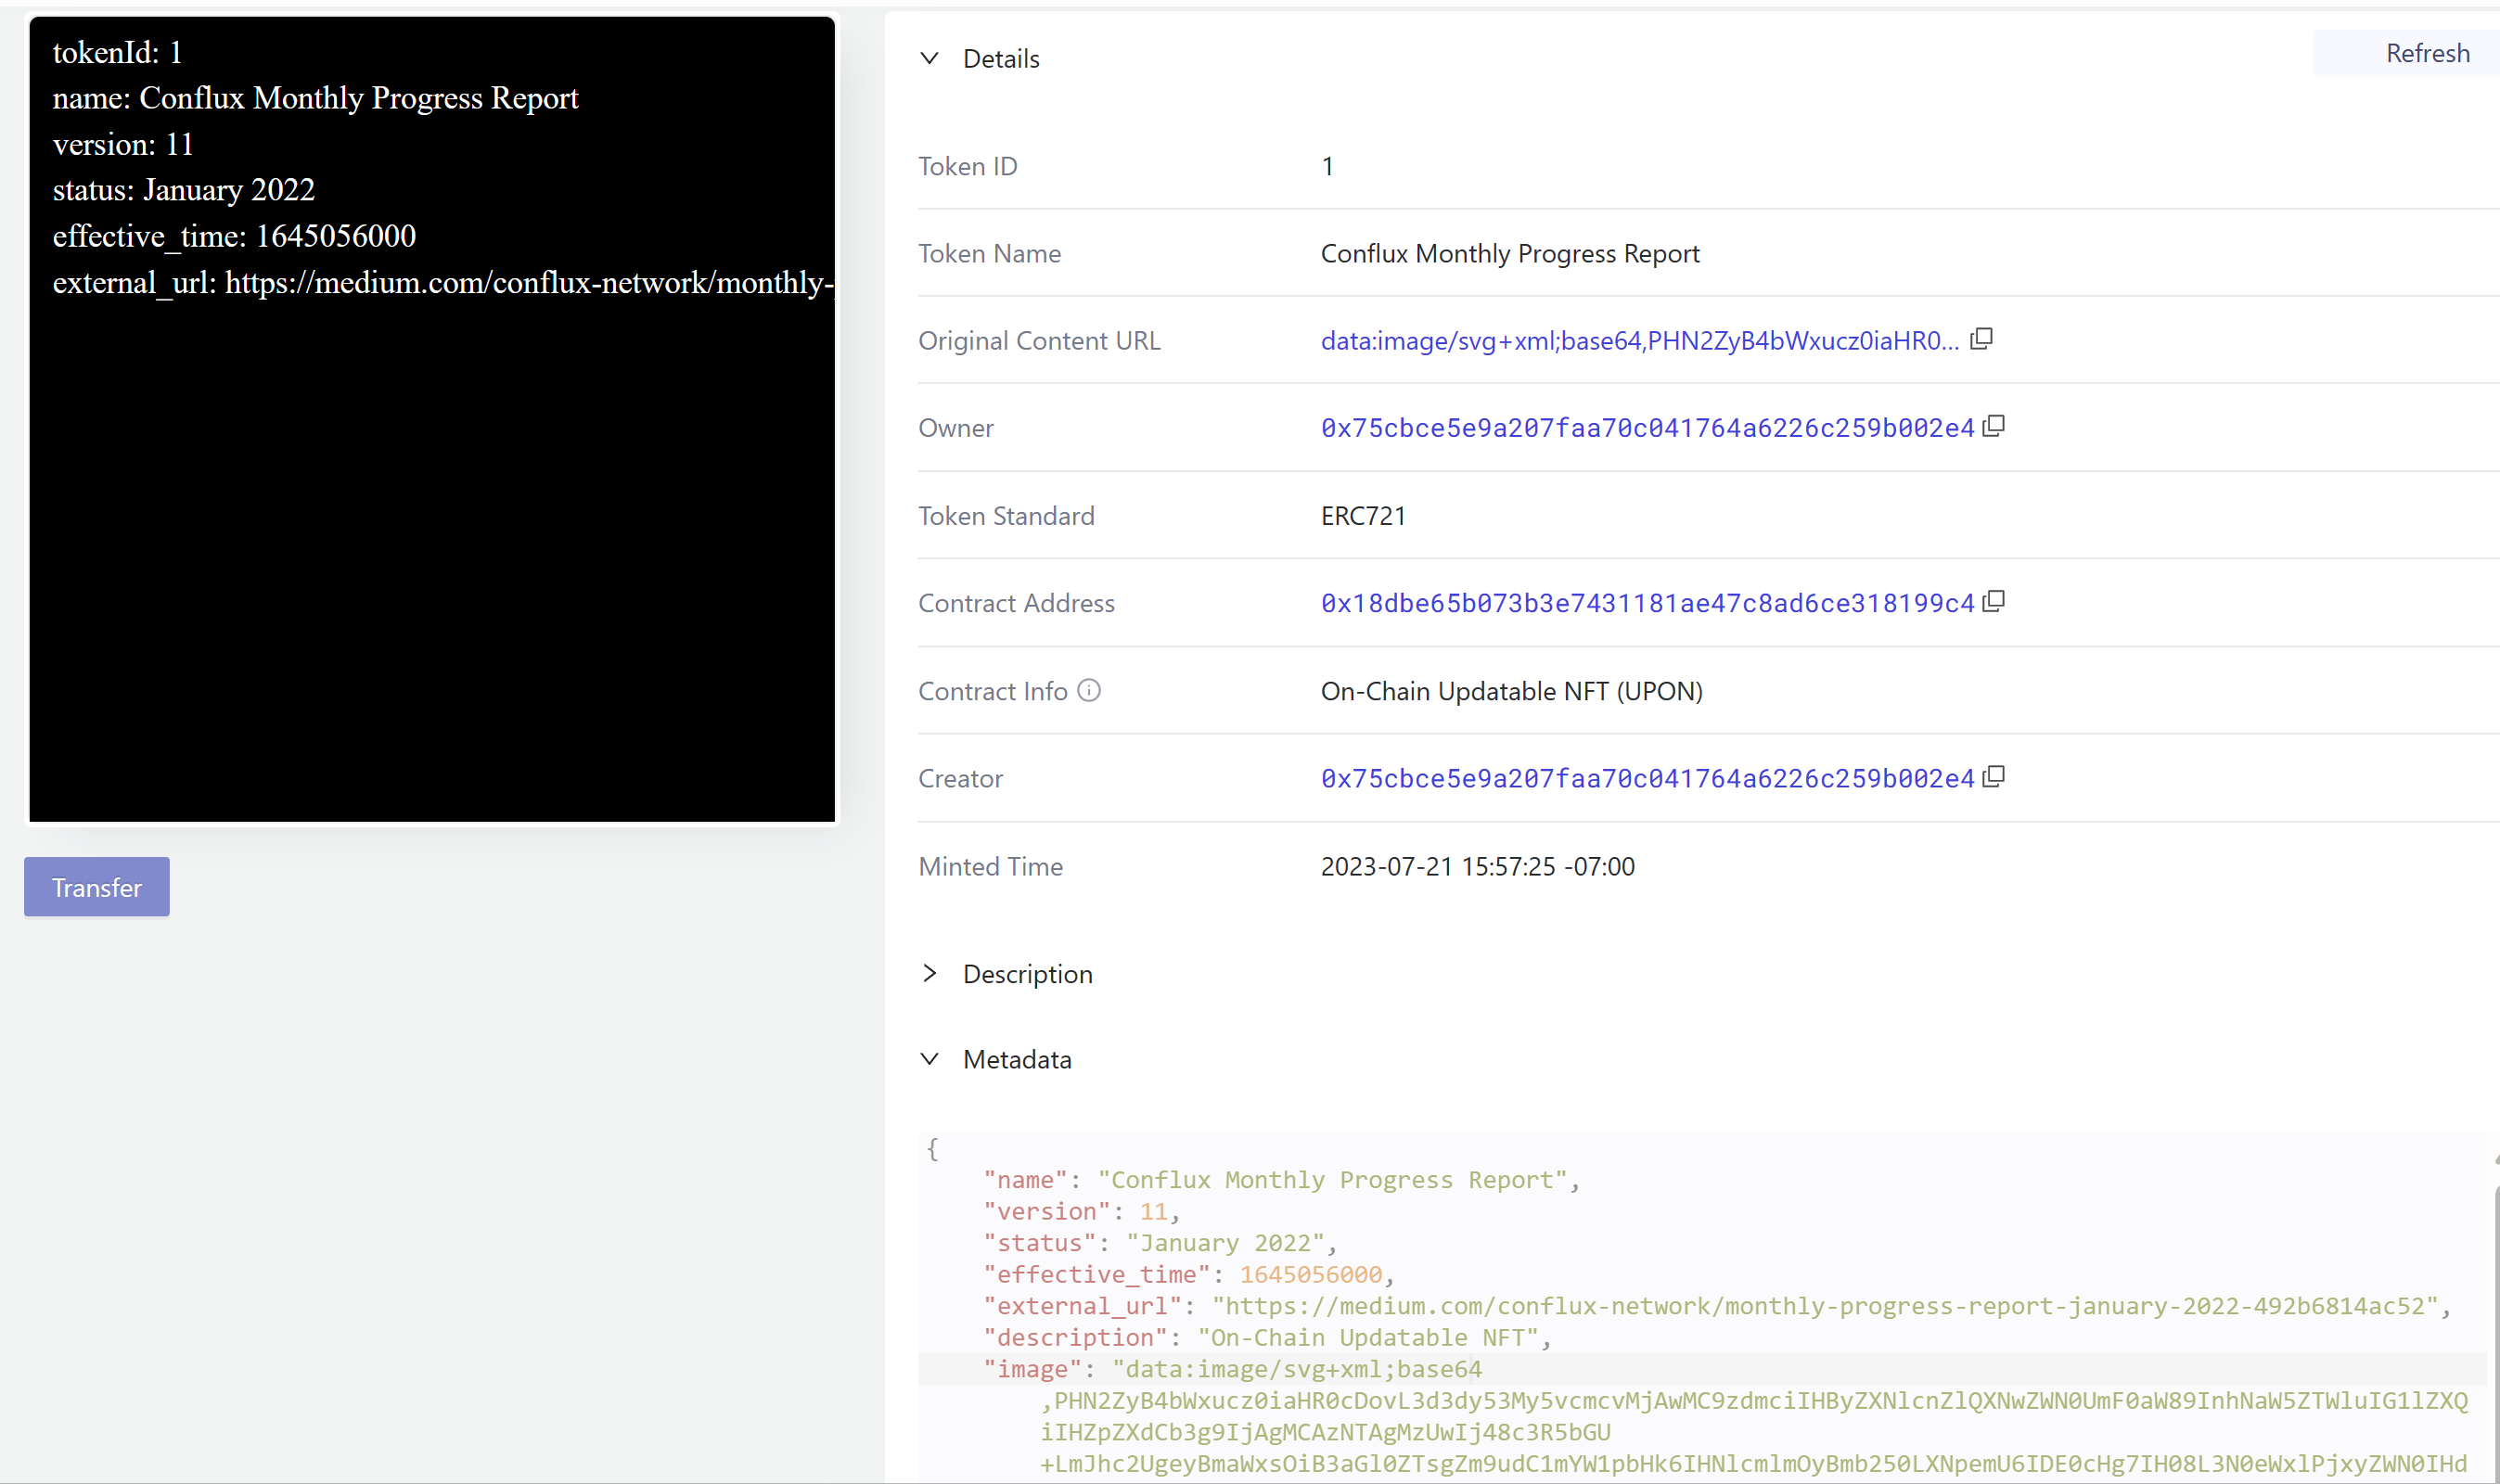 tokenId: 1
name: Conflux Monthly Progress Report
version: 11
status: January 2022
effective_time: 1645056000
external_url: https://medium.com/conflux-network/monthly-
Transfer
Details
Refresh
Token ID 1
Token Name Conflux Monthly Progress Report
Original Content URL data:image/svg+xml;base64,PHN2ZyB4bWxucz0iaHR0...
Owner 0x75cbce5e9a207faa70c041764a6226c259b002e4
Token Standard ERC721
Contract Address 0x18dbe65b073b3e7431181ae47c8ad6ce318199c4
Contract Info On-Chain Updatable NFT (UPON)
Creator 0x75cbce5e9a207faa70c041764a6226c259b002e4
Minted Time 2023-07-21 15:57:25 -07:00
Description
Metadata
{
"name": "Conflux Monthly Progress Report",
"version": 11,
"status": "January 2022",
"effective_time": 1645056000,
"external_url": "https://medium.com/conflux-network/monthly-progress-report-january-2022-492b6814ac52",
"description": "On-Chain Updatable NFT",
"image": "data:image/svg+xml;base64
,PHN2ZyB4bWxucz0iaHR0cDovL3d3dy53My5vcmcvMjAwMC9zdmciIHByZXNlcnZlQXNwZWN0UmF0aW89InhNaW5ZTWluIG1lZXQ
iIHZpZXdCb3g9IjAgMCAzNTAgMzUwIj48c3R5bGU
+LmJhc2UgeyBmaWxsOiB3aGl0ZTsgZm9udC1mYW1pbHk6IHNlcmlmOyBmb250LXNpemU6IDE0cHg7IH08L3N0eWxlPjxyZWN0IHd